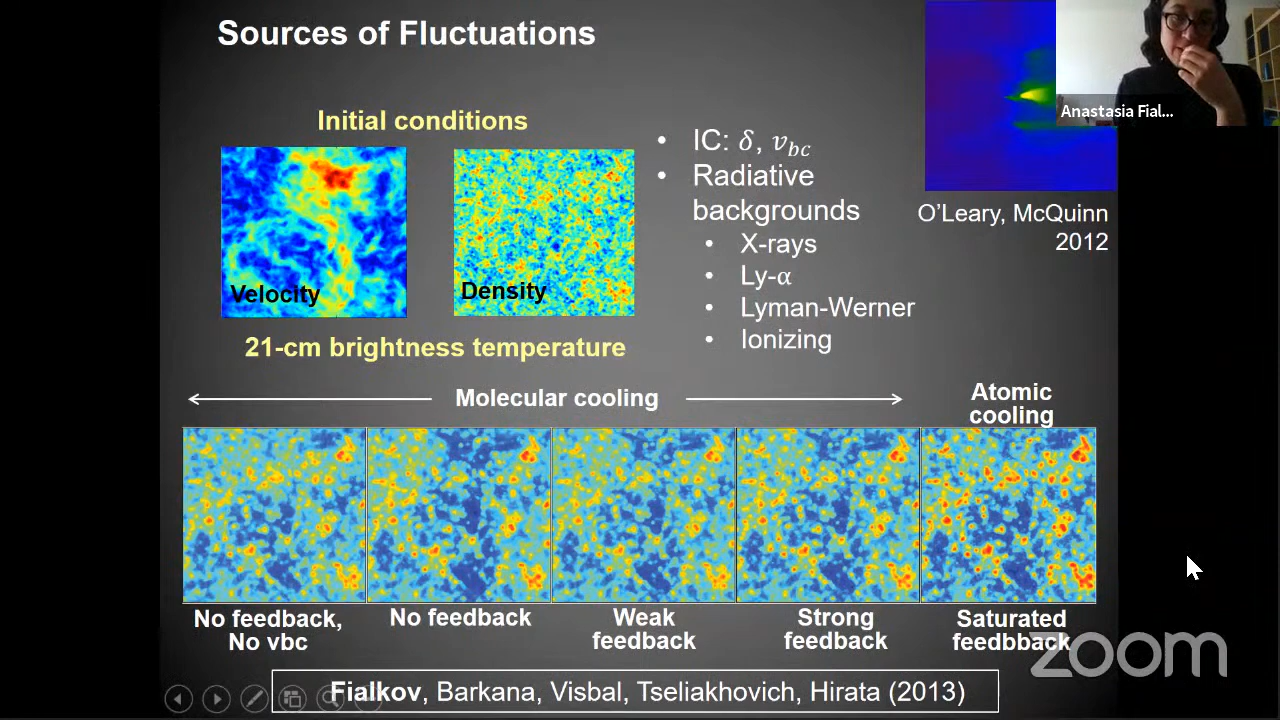 Sources of Fluctuations
Anastasia Fial...
Initial conditions
Velocity
Density
• IC: δ, v_bc
• Radiative
backgrounds
• X-rays
• Ly-α
• Lyman-Werner
• Ionizing
O'Leary, McQuinn
2012
21-cm brightness temperature
Molecular cooling
Atomic
cooling
No feedback,
No vbc
No feedback
Weak
feedback
Strong
feedback
Saturated
feedbback
zoom
Fialkov, Barkana, Visbal, Tseliakhovich, Hirata (2013)